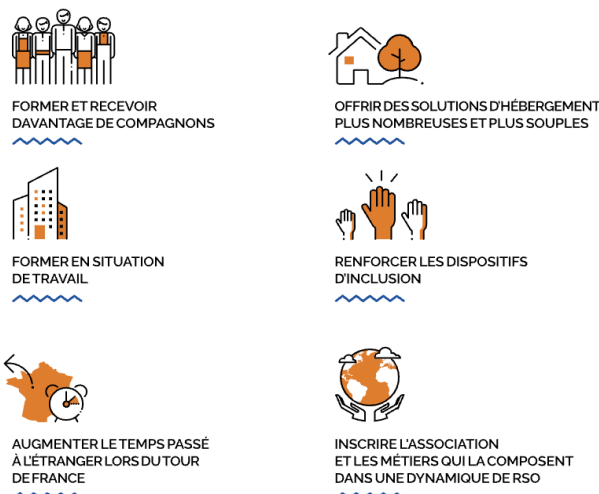 FORMER ET RECEVOIR
DAVANTAGE DE COMPAGNONS
OFFRIR DES SOLUTIONS D'HÉBERGEMENT
PLUS NOMBREUSES ET PLUS SOUPLES
FORMER EN SITUATION
DE TRAVAIL
RENFORCER LES DISPOSITIFS
D'INCLUSION
AUGMENTER LE TEMPS PASSÉ
À L'ÉTRANGER LORS DU TOUR
DE FRANCE
INSCRIRE L'ASSOCIATION
ET LES MÉTIERS QUI LA COMPOSENT
DANS UNE DYNAMIQUE DE RSO